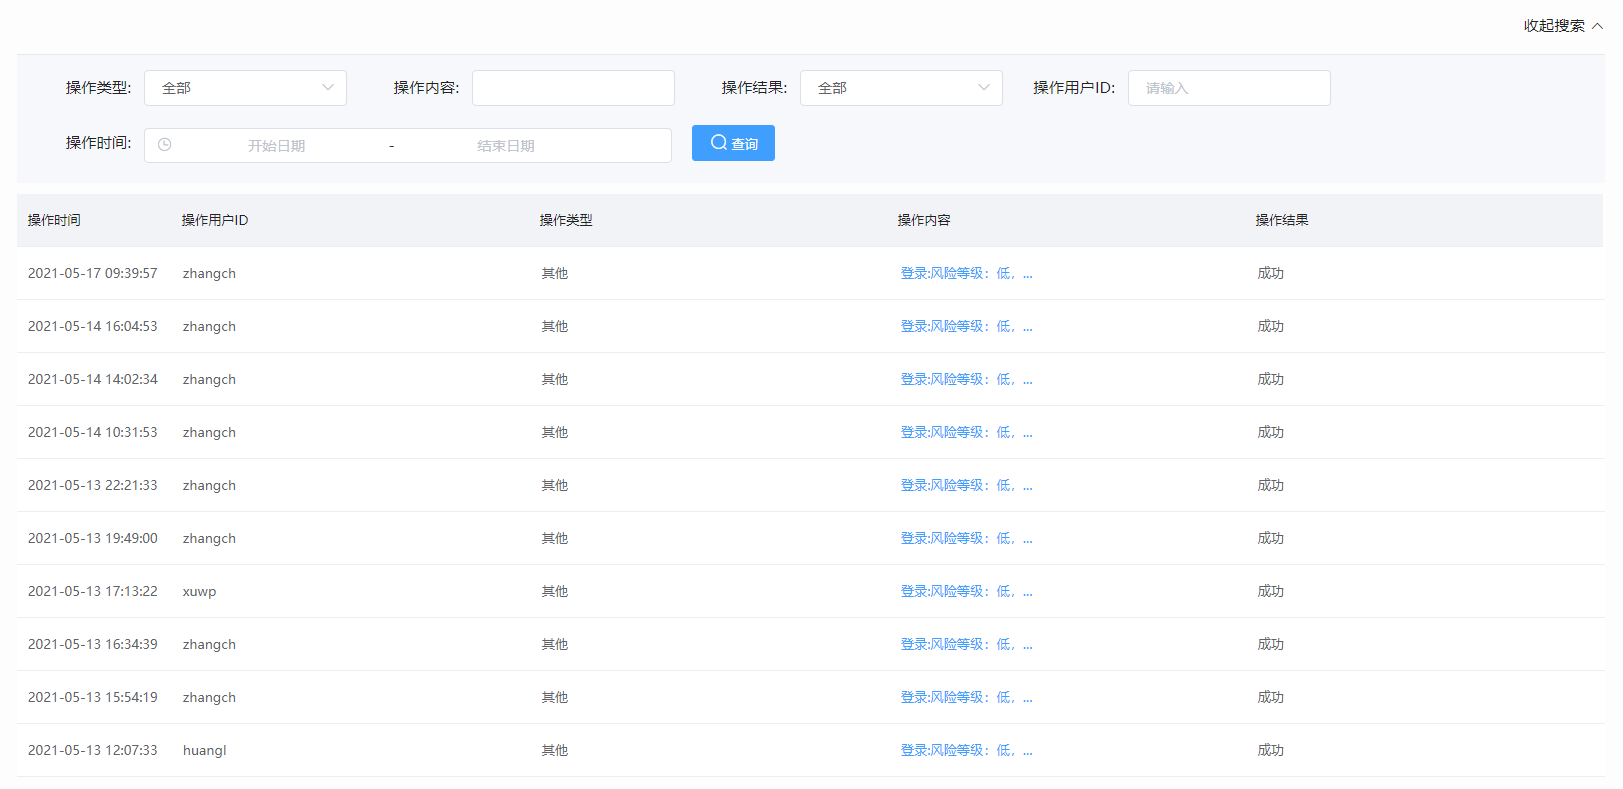 收起搜索
操作类型: 全部 操作内容: 操作结果: 全部 操作用户ID: 请输入
操作时间: 开始日期 - 结束日期 查询
操作时间 操作用户ID 操作类型 操作内容 操作结果
2021-05-17 09:39:57 zhangch 其他 登录:风险等级：低，... 成功
2021-05-14 16:04:53 zhangch 其他 登录:风险等级：低，... 成功
2021-05-14 14:02:34 zhangch 其他 登录:风险等级：低，... 成功
2021-05-14 10:31:53 zhangch 其他 登录:风险等级：低，... 成功
2021-05-13 22:21:33 zhangch 其他 登录:风险等级：低，... 成功
2021-05-13 19:49:00 zhangch 其他 登录:风险等级：低，... 成功
2021-05-13 17:13:22 xuwp 其他 登录:风险等级：低，... 成功
2021-05-13 16:34:39 zhangch 其他 登录:风险等级：低，... 成功
2021-05-13 15:54:19 zhangch 其他 登录:风险等级：低，... 成功
2021-05-13 12:07:33 huangl 其他 登录:风险等级：低，... 成功